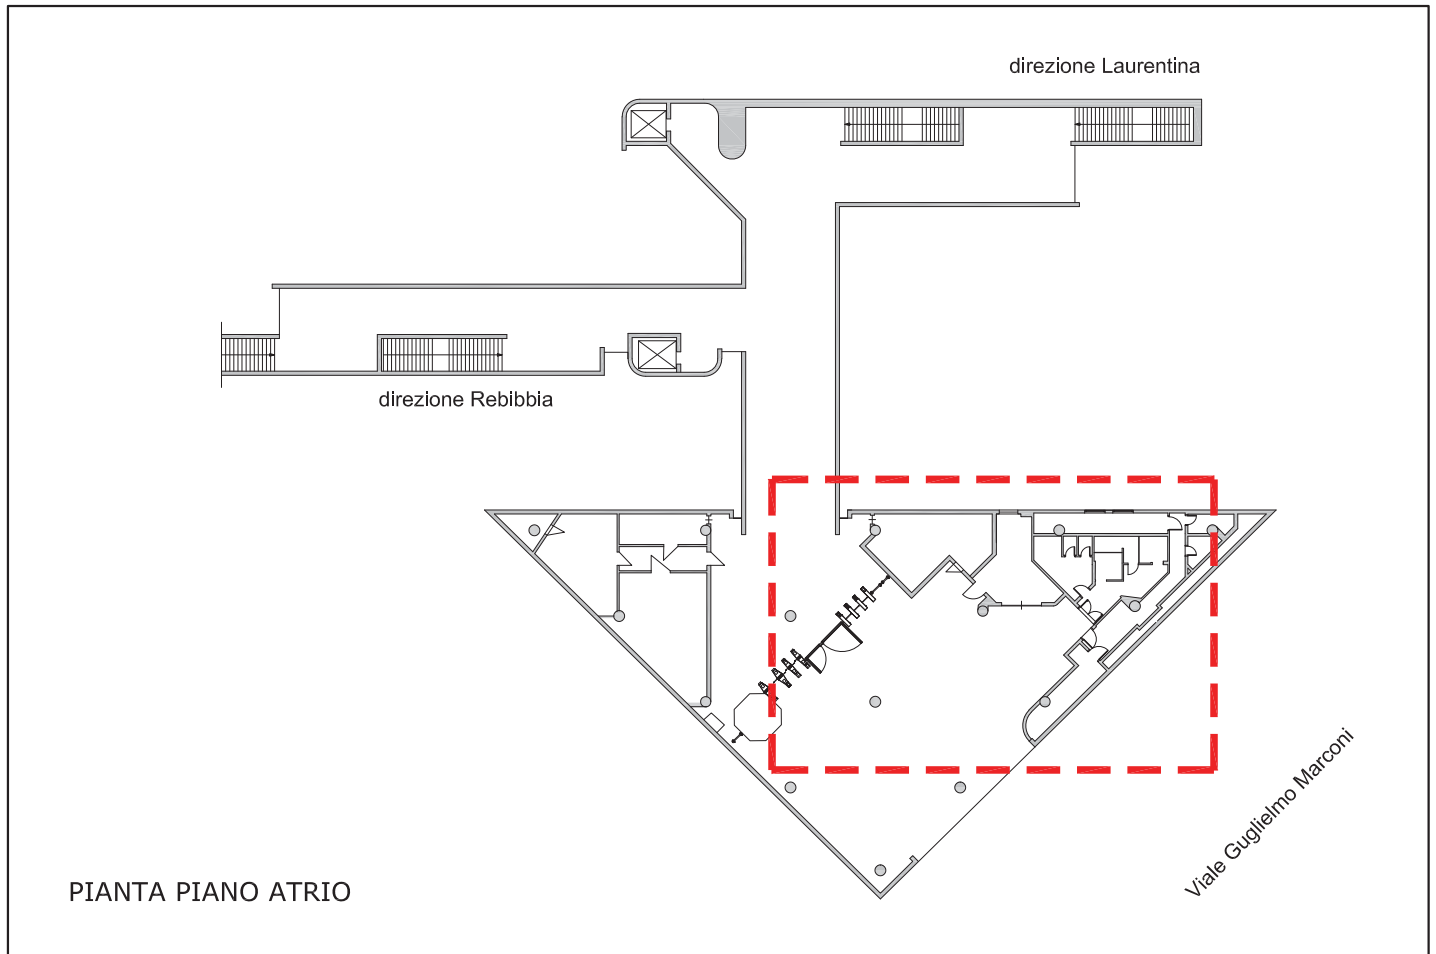 direzione Laurentina
direzione Rebibbia
Viale Guglielmo Marconi
PIANTA PIANO ATRIO